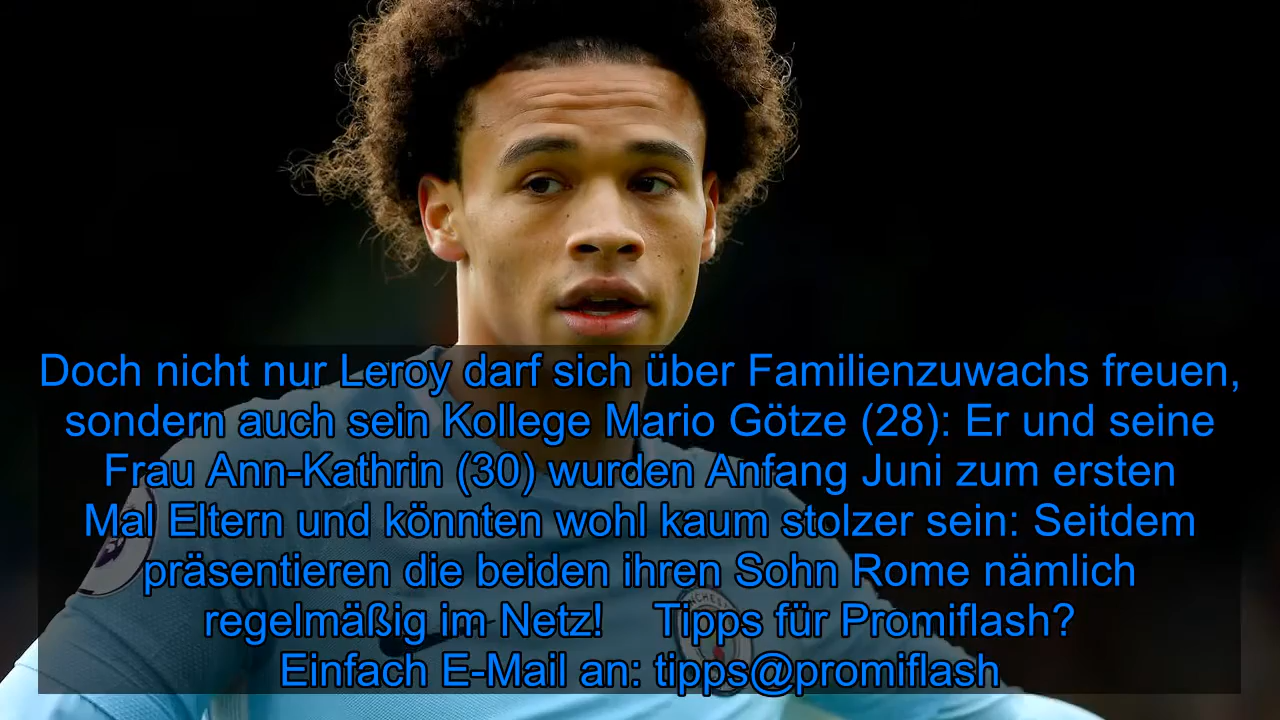 Doch nicht nur Leroy darf sich über Familienzuwachs freuen,
sondern auch sein Kollege Mario Götze (28): Er und seine
Frau Ann-Kathrin (30) wurden Anfang Juni zum ersten
Mal Eltern und könnten wohl kaum stolzer sein: Seitdem
präsentieren die beiden ihren Sohn Rome nämlich
regelmäßig im Netz! Tipps für Promiflash?
Einfach E-Mail an: tipps@promiflash